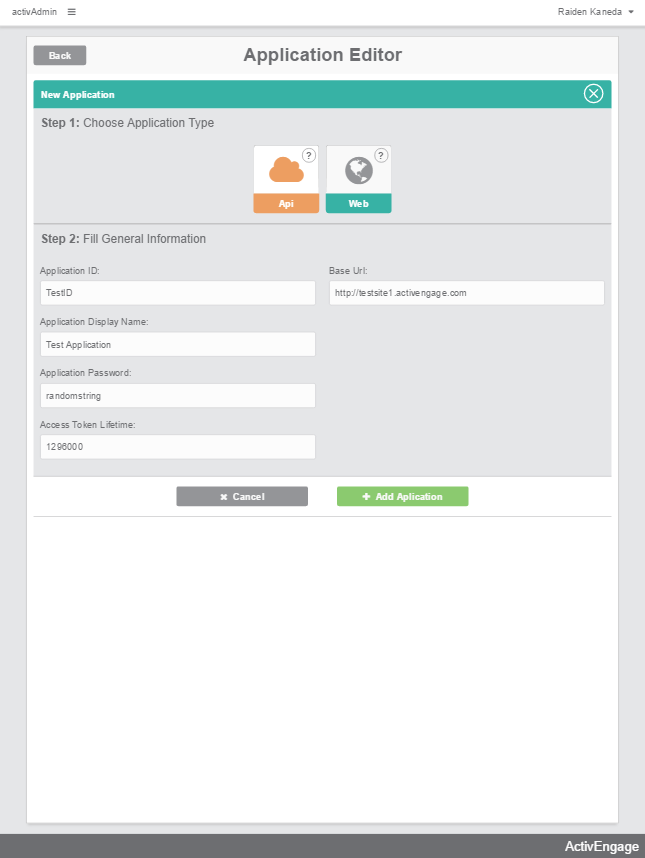 activAdmin
Raiden Kaneda
Back
Application Editor
New Application
Step 1: Choose Application Type
? ?
Api Web
Step 2: Fill General Information
Application ID: Base Url:
TestID http://testsite1.activengage.com
Application Display Name:
Test Application
Application Password:
randomstring
Access Token Lifetime:
1296000
Cancel Add Aplication
ActivEngage